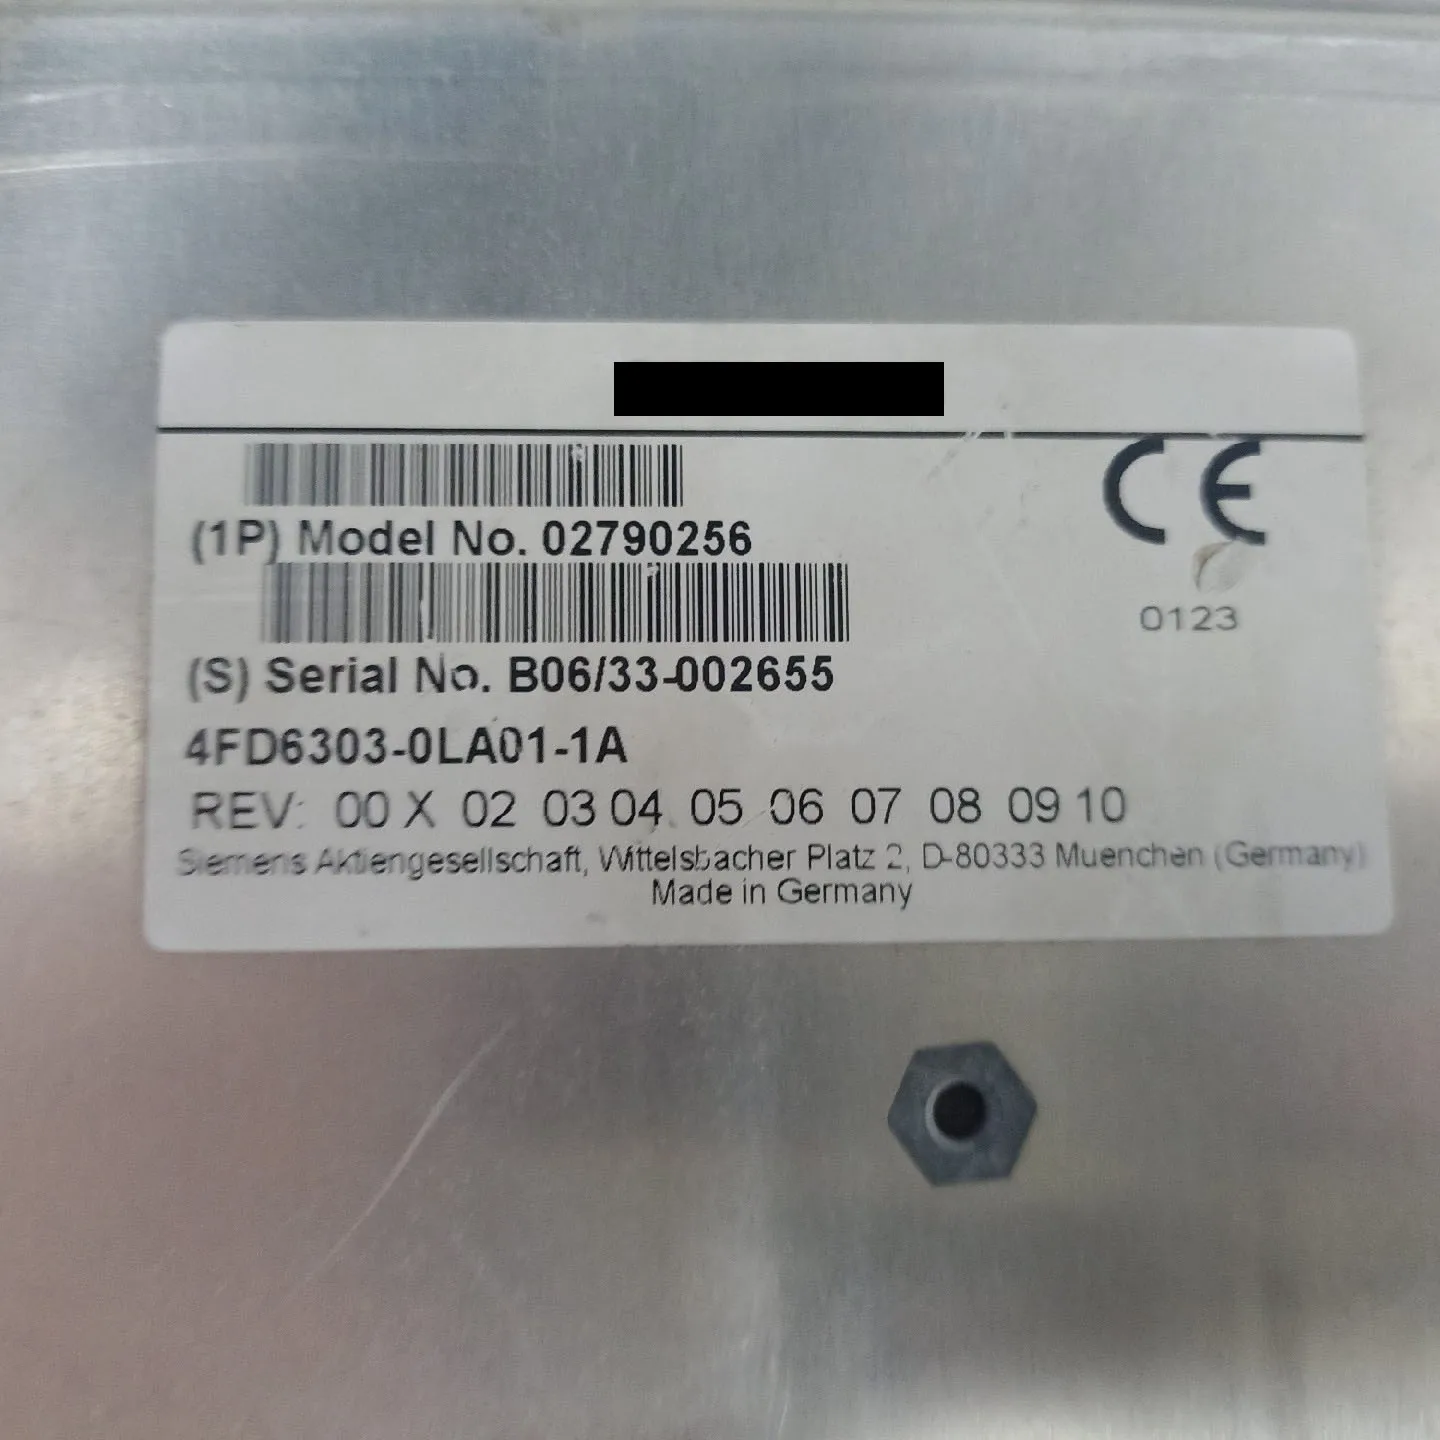 CE
(1P) Model No. 02790256
0123
(S) Serial No. B06/33-002655
4FD6303-0LA01-1A
REV: 00 X 02 03 04 05 06 07 08 09 10
Siemens Aktiengesellschaft, Wittelsbacher Platz 2, D-80333 Muenchen (Germany)
Made in Germany